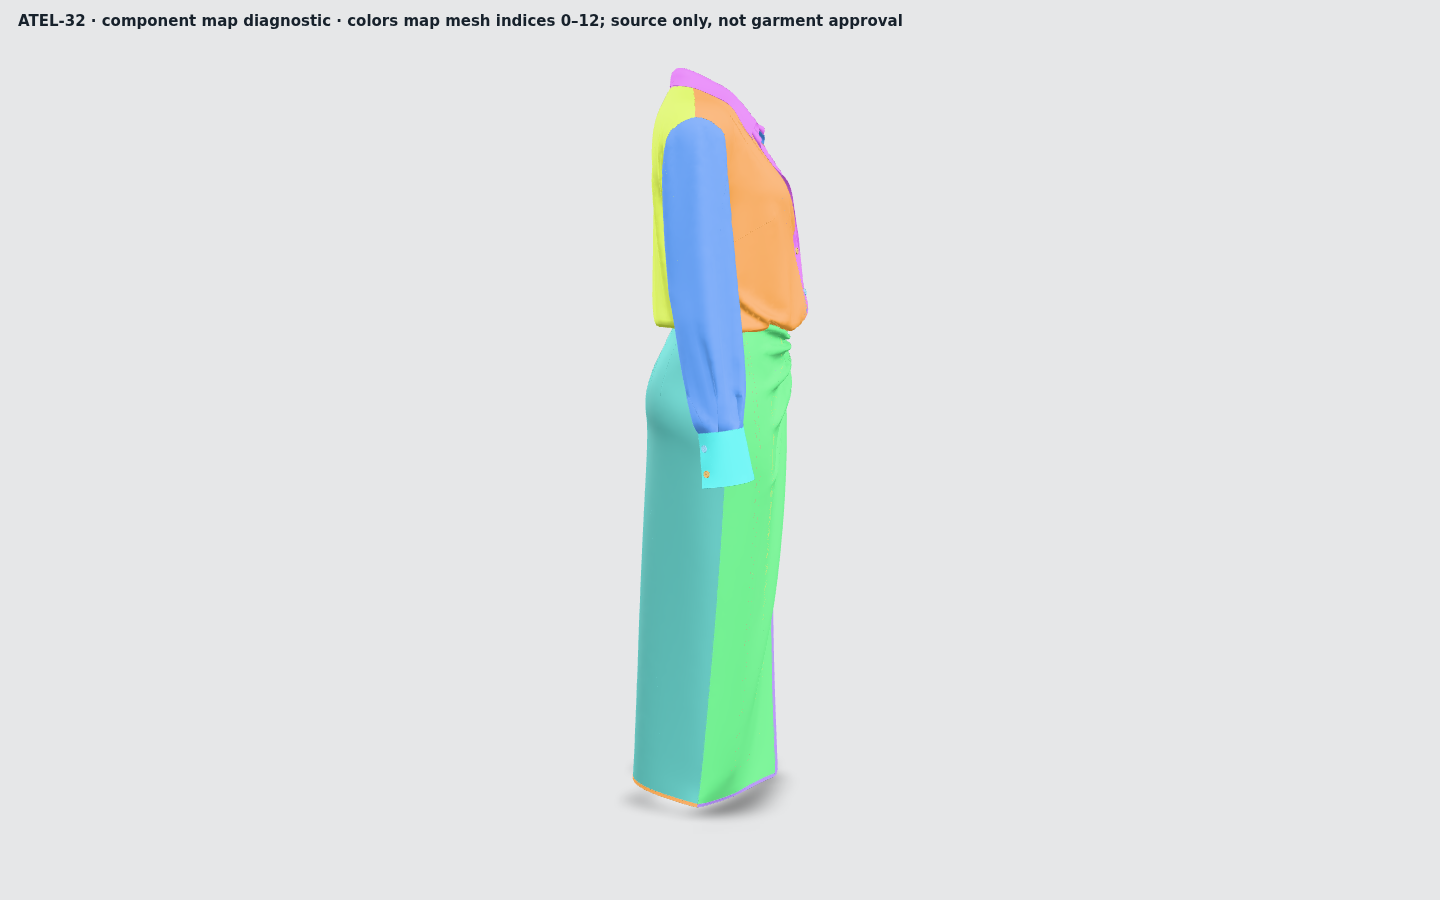 ATEL-32 · component map diagnostic · colors map mesh indices 0–12; source only, not garment approval